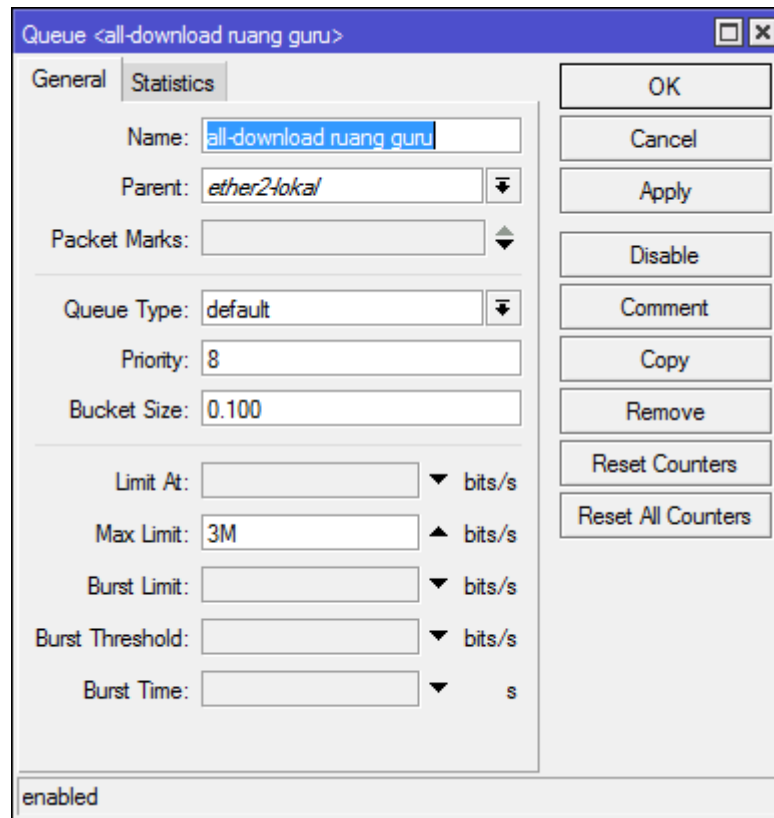 Queue <all-download ruang guru>
General Statistics
Name: all-download ruang guru
Parent: ether2-lokal
Packet Marks:
Queue Type: default
Priority: 8
Bucket Size: 0.100
Limit At: bits/s
Max Limit: 3M bits/s
Burst Limit: bits/s
Burst Threshold: bits/s
Burst Time: s
OK
Cancel
Apply
Disable
Comment
Copy
Remove
Reset Counters
Reset All Counters
enabled